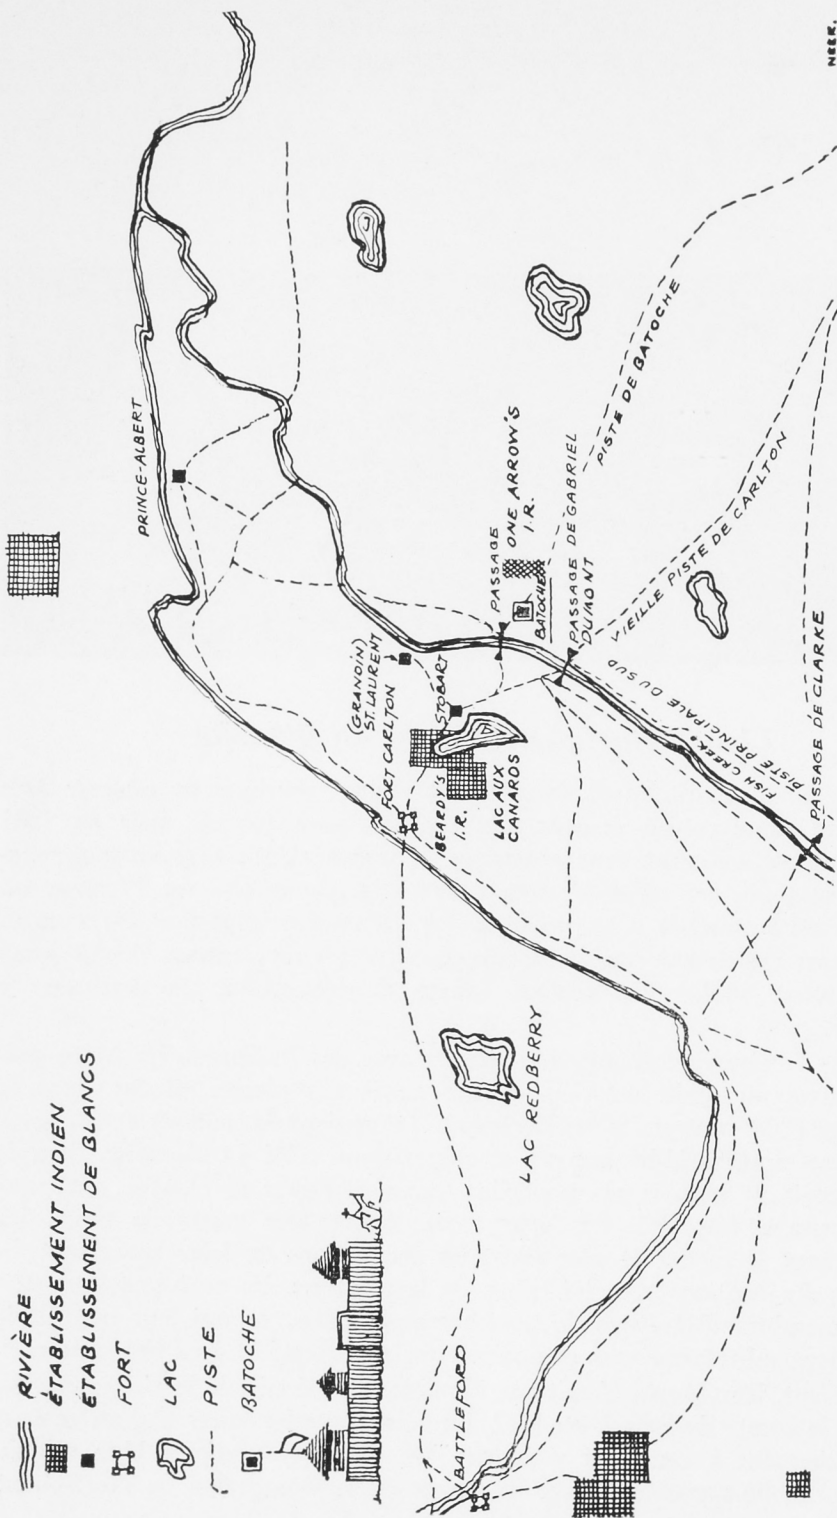 RIVIÈRE
ÉTABLISSEMENT INDIEN
ÉTABLISSEMENT DE BLANCS
FORT
LAC
PISTE
BATOCHE
PRINCE-ALBERT
(GRANDIN)
ST. LAURENT
FORT CARLTON
STOBART
BEARDY'S
I.R.
LAC AUX
CANARDS
PASSAGE
ONE ARROW'S
I.R.
BATOCHE
PASSAGE DE GABRIEL
DUMONT
PISTE DE BATOCHE
VIEILLE PISTE DE CARLTON
FISH CREEK
PISTE PRINCIPALE DU SUD
PASSAGE DE CLARKE
LAC REDBERRY
BATTLEFORD